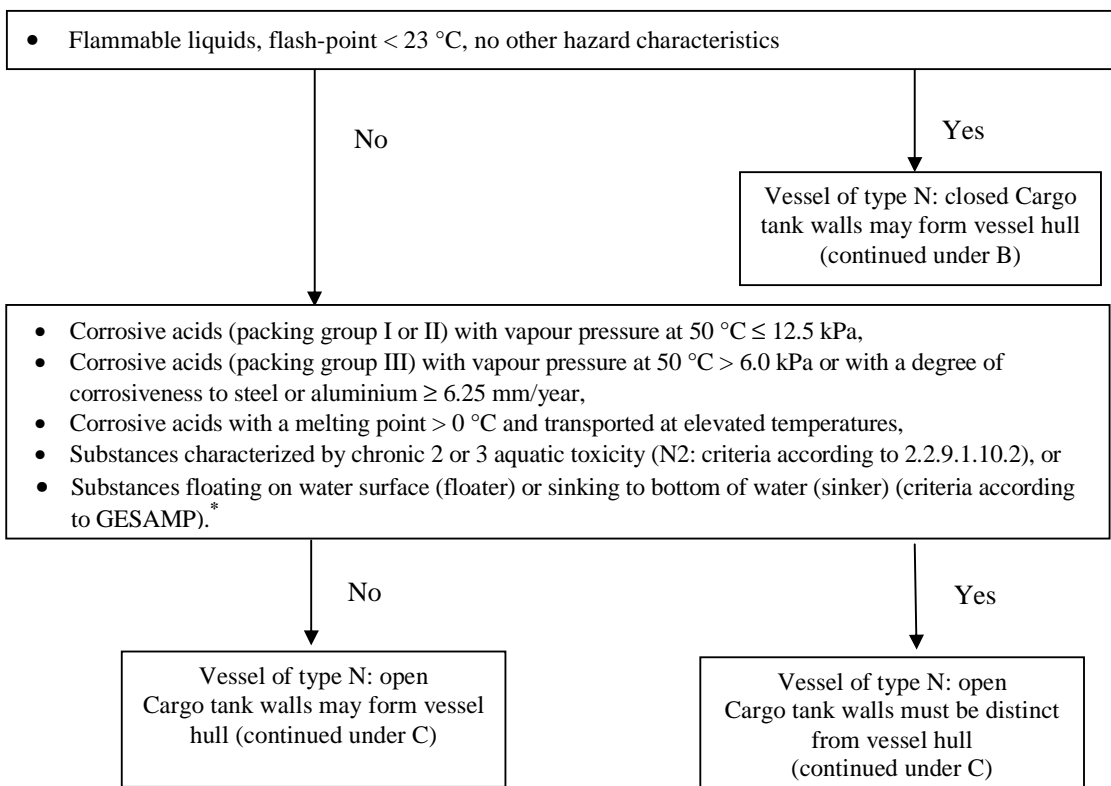 • Flammable liquids, flash-point < 23 °C, no other hazard characteristics
No
Yes
Vessel of type N: closed Cargo
tank walls may form vessel hull
(continued under B)
• Corrosive acids (packing group I or II) with vapour pressure at 50 °C ≤ 12.5 kPa,
• Corrosive acids (packing group III) with vapour pressure at 50 °C > 6.0 kPa or with a degree of
corrosiveness to steel or aluminium ≥ 6.25 mm/year,
• Corrosive acids with a melting point > 0 °C and transported at elevated temperatures,
• Substances characterized by chronic 2 or 3 aquatic toxicity (N2: criteria according to 2.2.9.1.10.2), or
• Substances floating on water surface (floater) or sinking to bottom of water (sinker) (criteria according
to GESAMP).*
No
Yes
Vessel of type N: open
Cargo tank walls may form vessel
hull (continued under C)
Vessel of type N: open
Cargo tank walls must be distinct
from vessel hull
(continued under C)